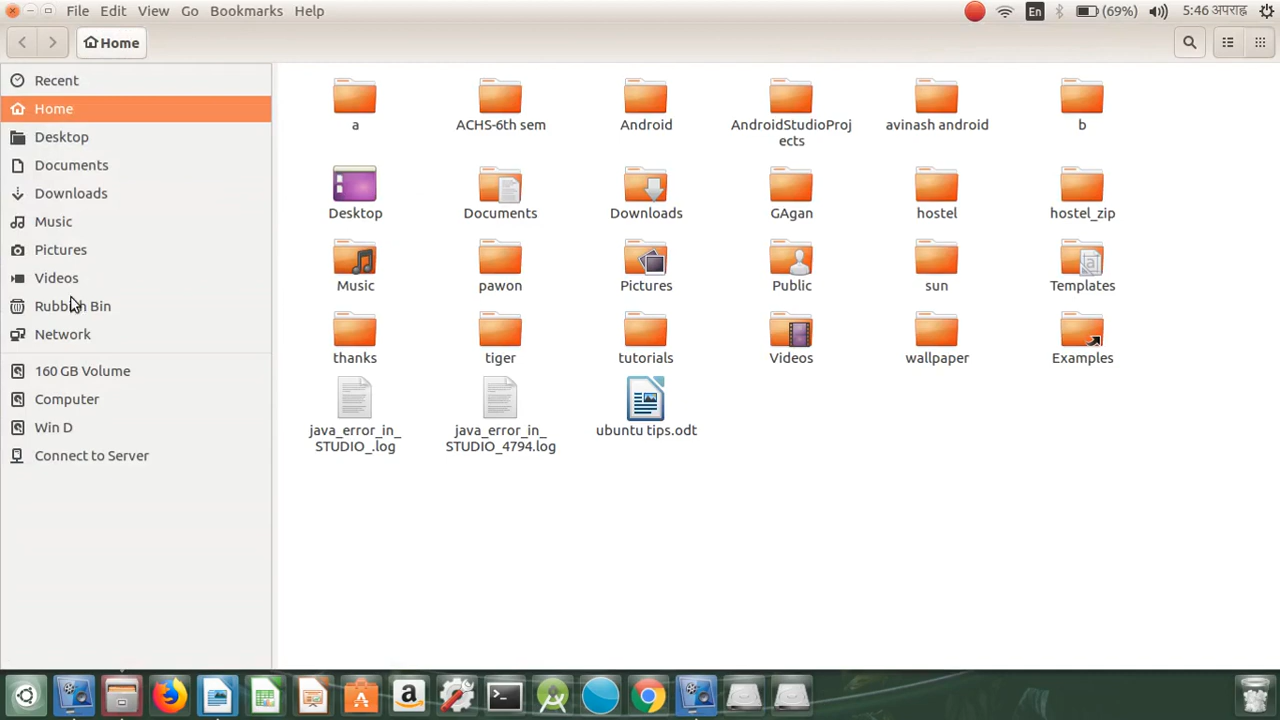 File Edit View Go Bookmarks Help
En (69%) 5:46 अपराह्न
Home
Recent
Home
Desktop
Documents
Downloads
Music
Pictures
Videos
Network
160 GB Volume
Computer
Win D
Connect to Server
a ACHS-6th sem Android AndroidStudioProj avinash android b
ects
Desktop Documents Downloads GAgan hostel hostel_zip
Music pawon Pictures Public sun Templates
thanks tiger tutorials Videos wallpaper Examples
java_error_in_ java_error_in_ ubuntu tips.odt
STUDIO_.log STUDIO_4794.log